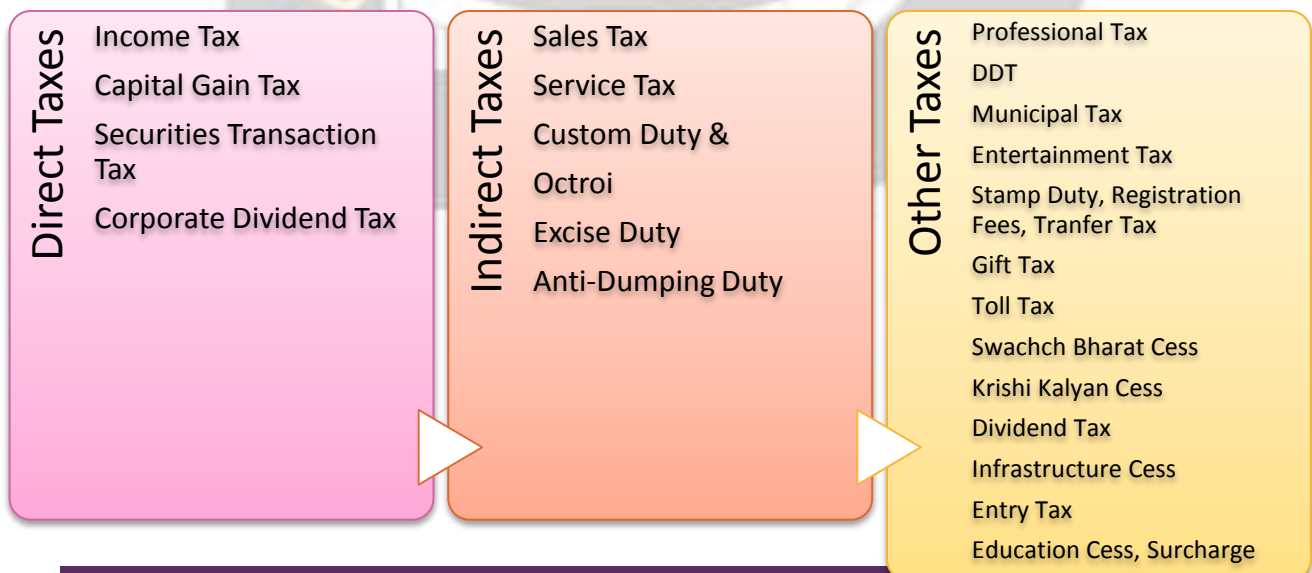 Direct Taxes
Income Tax
Capital Gain Tax
Securities Transaction
Tax
Corporate Dividend Tax
Indirect Taxes
Sales Tax
Service Tax
Custom Duty &
Octroi
Excise Duty
Anti-Dumping Duty
Other Taxes
Professional Tax
DDT
Municipal Tax
Entertainment Tax
Stamp Duty, Registration
Fees, Tranfer Tax
Gift Tax
Toll Tax
Swachch Bharat Cess
Krishi Kalyan Cess
Dividend Tax
Infrastructure Cess
Entry Tax
Education Cess, Surcharge